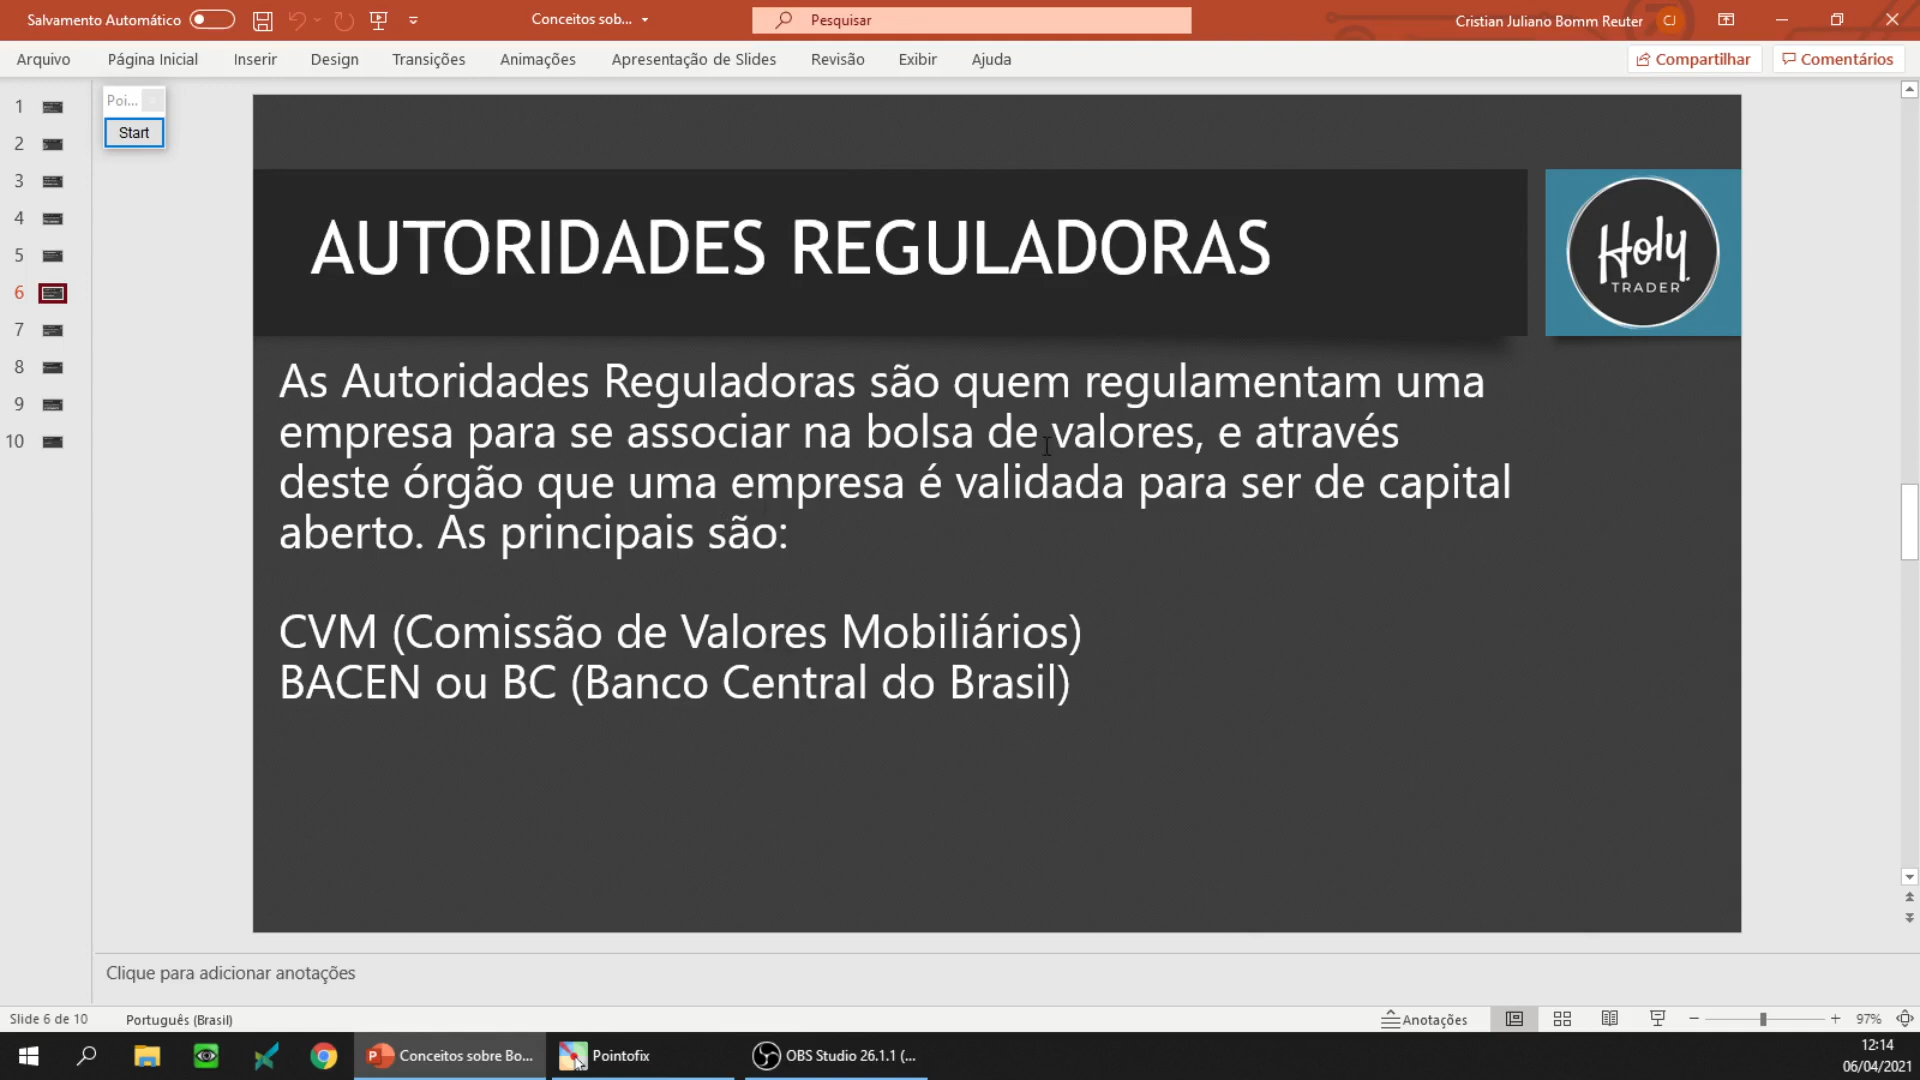 Salvamento Automático
Conceitos sob...
Pesquisar
Cristian Juliano Bomm Reuter
CJ
Arquivo
Página Inicial
Inserir
Design
Transições
Animações
Apresentação de Slides
Revisão
Exibir
Ajuda
Compartilhar
Comentários
1
2
3
4
5
6
7
8
9
10
Poi...
Start
AUTORIDADES REGULADORAS
Holy
TRADER
As Autoridades Reguladoras são quem regulamentam uma
empresa para se associar na bolsa de valores, e através
deste órgão que uma empresa é validada para ser de capital
aberto. As principais são:
CVM (Comissão de Valores Mobiliários)
BACEN ou BC (Banco Central do Brasil)
Clique para adicionar anotações
Slide 6 de 10
Português (Brasil)
Anotações
97%
Conceitos sobre Bo...
Pointofix
OBS Studio 26.1.1 (...
12:14
06/04/2021